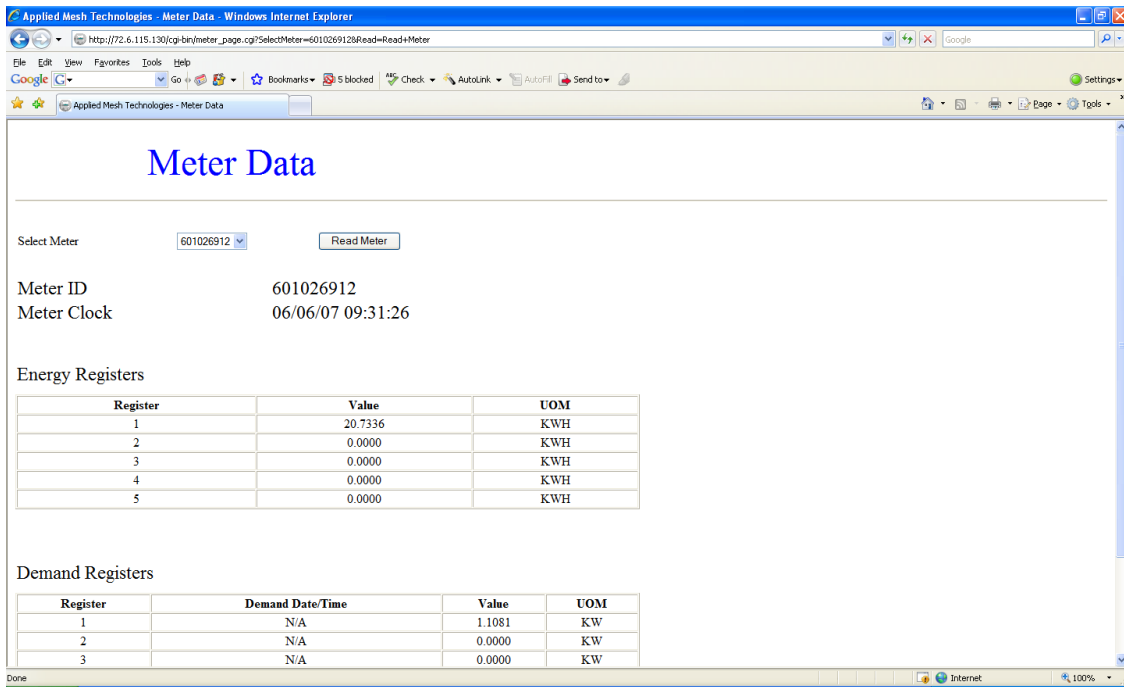 Applied Mesh Technologies - Meter Data - Windows Internet Explorer
http://72.6.115.130/cgi-bin/meter_page.cgi?SelectMeter=601026912&Read=Read+Meter Google
File Edit View Favorites Tools Help
Google G Go Bookmarks 5 blocked ABC Check AutoLink AutoFill Send to Settings
Applied Mesh Technologies - Meter Data Page Tools
Meter Data
Select Meter 601026912 Read Meter
Meter ID 601026912
Meter Clock 06/06/07 09:31:26
Energy Registers
Register Value UOM
1 20.7336 KWH
2 0.0000 KWH
3 0.0000 KWH
4 0.0000 KWH
5 0.0000 KWH
Demand Registers
Register Demand Date/Time Value UOM
1 N/A 1.1081 KW
2 N/A 0.0000 KW
3 N/A 0.0000 KW
Done Internet 100%